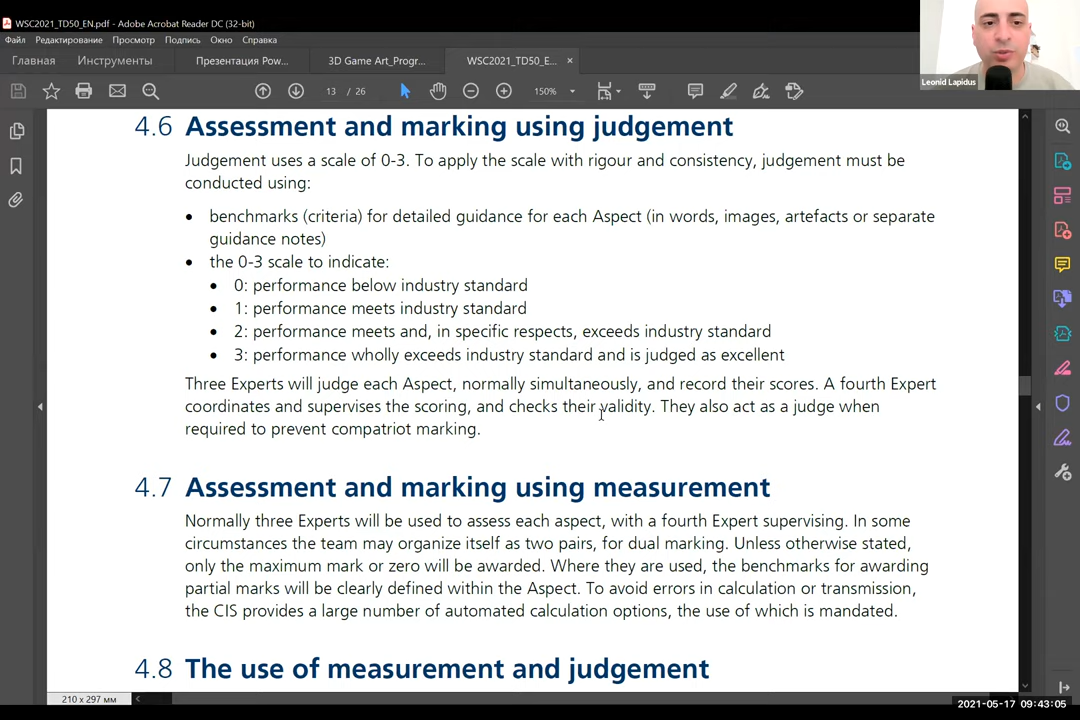 WSC2021_TD50_EN.pdf - Adobe Acrobat Reader DC (32-bit)
Файл Редактирование Просмотр Подпись Окно Справка
Главная Инструменты Презентация Pow... 3D Game Art_Progr... WSC2021_TD50_E... ×
13 / 26 150%
Leonid Lapidus
4.6 Assessment and marking using judgement
Judgement uses a scale of 0-3. To apply the scale with rigour and consistency, judgement must be
conducted using:
• benchmarks (criteria) for detailed guidance for each Aspect (in words, images, artefacts or separate
guidance notes)
• the 0-3 scale to indicate:
• 0: performance below industry standard
• 1: performance meets industry standard
• 2: performance meets and, in specific respects, exceeds industry standard
• 3: performance wholly exceeds industry standard and is judged as excellent
Three Experts will judge each Aspect, normally simultaneously, and record their scores. A fourth Expert
coordinates and supervises the scoring, and checks their validity. They also act as a judge when
required to prevent compatriot marking.
4.7 Assessment and marking using measurement
Normally three Experts will be used to assess each aspect, with a fourth Expert supervising. In some
circumstances the team may organize itself as two pairs, for dual marking. Unless otherwise stated,
only the maximum mark or zero will be awarded. Where they are used, the benchmarks for awarding
partial marks will be clearly defined within the Aspect. To avoid errors in calculation or transmission,
the CIS provides a large number of automated calculation options, the use of which is mandated.
4.8 The use of measurement and judgement
210 x 297 мм
2021-05-17 09:43:05